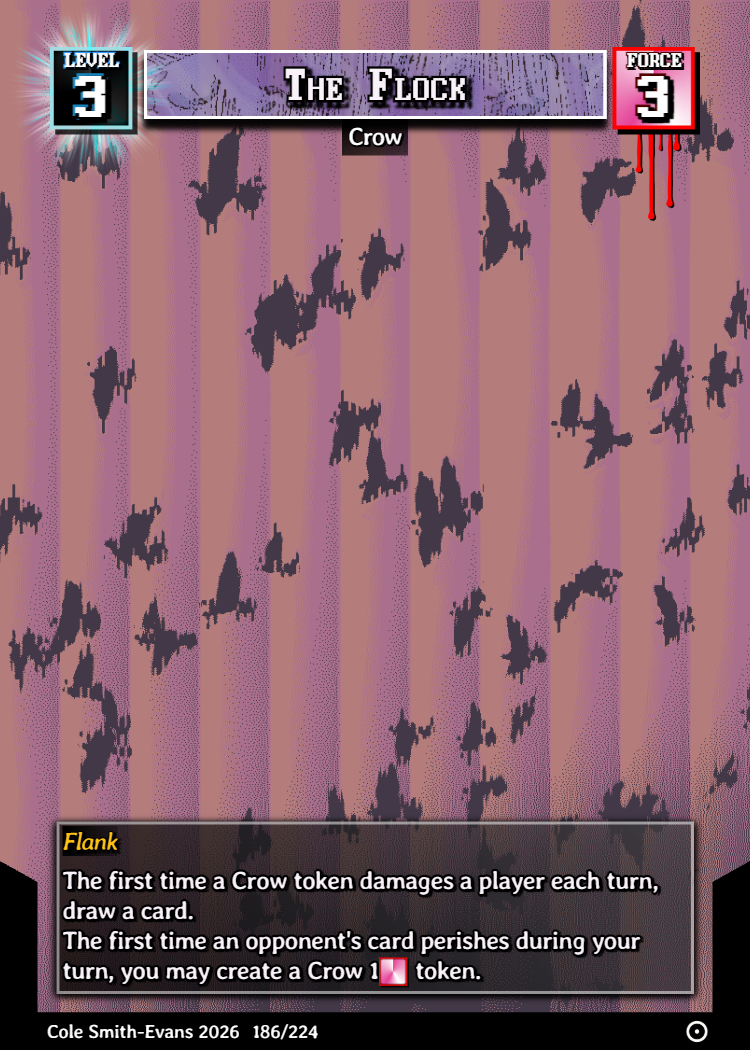 LEVEL
3
The Flock
FORCE
3
Crow
Flank
The first time a Crow token damages a player each turn,
draw a card.
The first time an opponent's card perishes during your
turn, you may create a Crow 1 token.
Cole Smith-Evans 2026 186/224